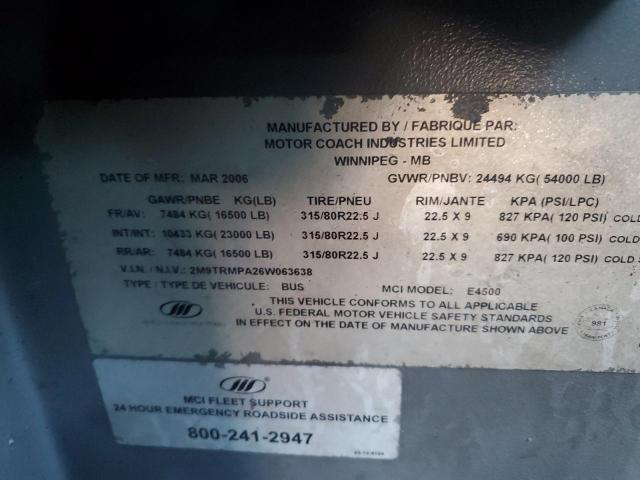 MANUFACTURED BY / FABRIQUE PAR:
MOTOR COACH INDUSTRIES LIMITED
WINNIPEG - MB
DATE OF MFR: MAR 2006 GVWR/PNBV: 24494 KG( 54000 LB)
GAWR/PNBE KG(LB) TIRE/PNEU RIM/JANTE KPA (PSI/LPC)
FR/AV: 7484 KG( 16500 LB) 315/80R22.5 J 22.5 X 9 827 KPA( 120 PSI) COLD
INT/INT: 10433 KG( 23000 LB) 315/80R22.5 J 22.5 X 9 690 KPA( 100 PSI) COLD
RR/AR: 7484 KG( 16500 LB) 315/80R22.5 J 22.5 X 9 827 KPA( 120 PSI) COLD
V.I.N. / N.I.V.: 2M9TRMPA26W063638
TYPE / TYPE DE VEHICULE: BUS MCI MODEL: E4500
THIS VEHICLE CONFORMS TO ALL APPLICABLE
U.S. FEDERAL MOTOR VEHICLE SAFETY STANDARDS
IN EFFECT ON THE DATE OF MANUFACTURE SHOWN ABOVE
CANADA
981
MCI FLEET SUPPORT
24 HOUR EMERGENCY ROADSIDE ASSISTANCE
800-241-2947